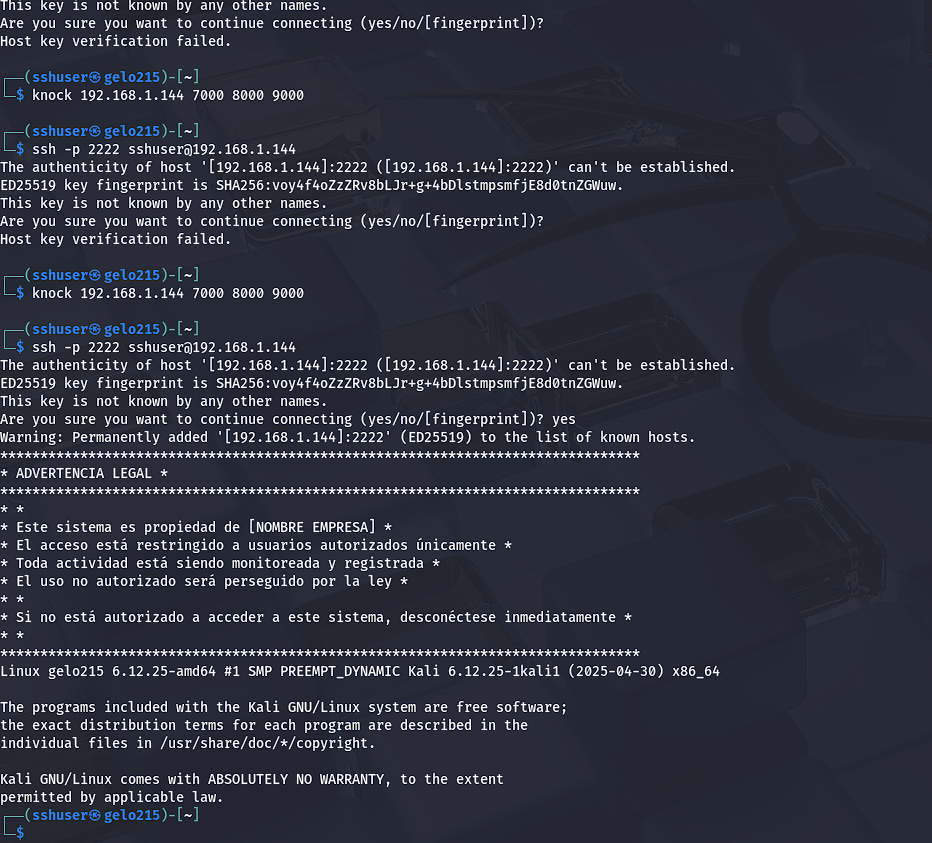 This key is not known by any other names.
Are you sure you want to continue connecting (yes/no/[fingerprint])?
Host key verification failed.
┌──(sshuser㉿gelo215)-[~]
└─$ knock 192.168.1.144 7000 8000 9000
┌──(sshuser㉿gelo215)-[~]
└─$ ssh -p 2222 sshuser@192.168.1.144
The authenticity of host '[192.168.1.144]:2222 ([192.168.1.144]:2222)' can't be established.
ED25519 key fingerprint is SHA256:voy4f4oZzZRv8bLJr+g+4bDlstmpsmfjE8d0tnZGWuw.
This key is not known by any other names.
Are you sure you want to continue connecting (yes/no/[fingerprint])?
Host key verification failed.
┌──(sshuser㉿gelo215)-[~]
└─$ knock 192.168.1.144 7000 8000 9000
┌──(sshuser㉿gelo215)-[~]
└─$ ssh -p 2222 sshuser@192.168.1.144
The authenticity of host '[192.168.1.144]:2222 ([192.168.1.144]:2222)' can't be established.
ED25519 key fingerprint is SHA256:voy4f4oZzZRv8bLJr+g+4bDlstmpsmfjE8d0tnZGWuw.
This key is not known by any other names.
Are you sure you want to continue connecting (yes/no/[fingerprint])? yes
Warning: Permanently added '[192.168.1.144]:2222' (ED25519) to the list of known hosts.
********************************************************************************
* ADVERTENCIA LEGAL *
********************************************************************************
* *
* Este sistema es propiedad de [NOMBRE EMPRESA] *
* El acceso está restringido a usuarios autorizados únicamente *
* Toda actividad está siendo monitoreada y registrada *
* El uso no autorizado será perseguido por la ley *
* *
* Si no está autorizado a acceder a este sistema, desconéctese inmediatamente *
* *
********************************************************************************
Linux gelo215 6.12.25-amd64 #1 SMP PREEMPT_DYNAMIC Kali 6.12.25-1kali1 (2025-04-30) x86_64
The programs included with the Kali GNU/Linux system are free software;
the exact distribution terms for each program are described in the
individual files in /usr/share/doc/*/copyright.
Kali GNU/Linux comes with ABSOLUTELY NO WARRANTY, to the extent
permitted by applicable law.
┌──(sshuser㉿gelo215)-[~]
└─$